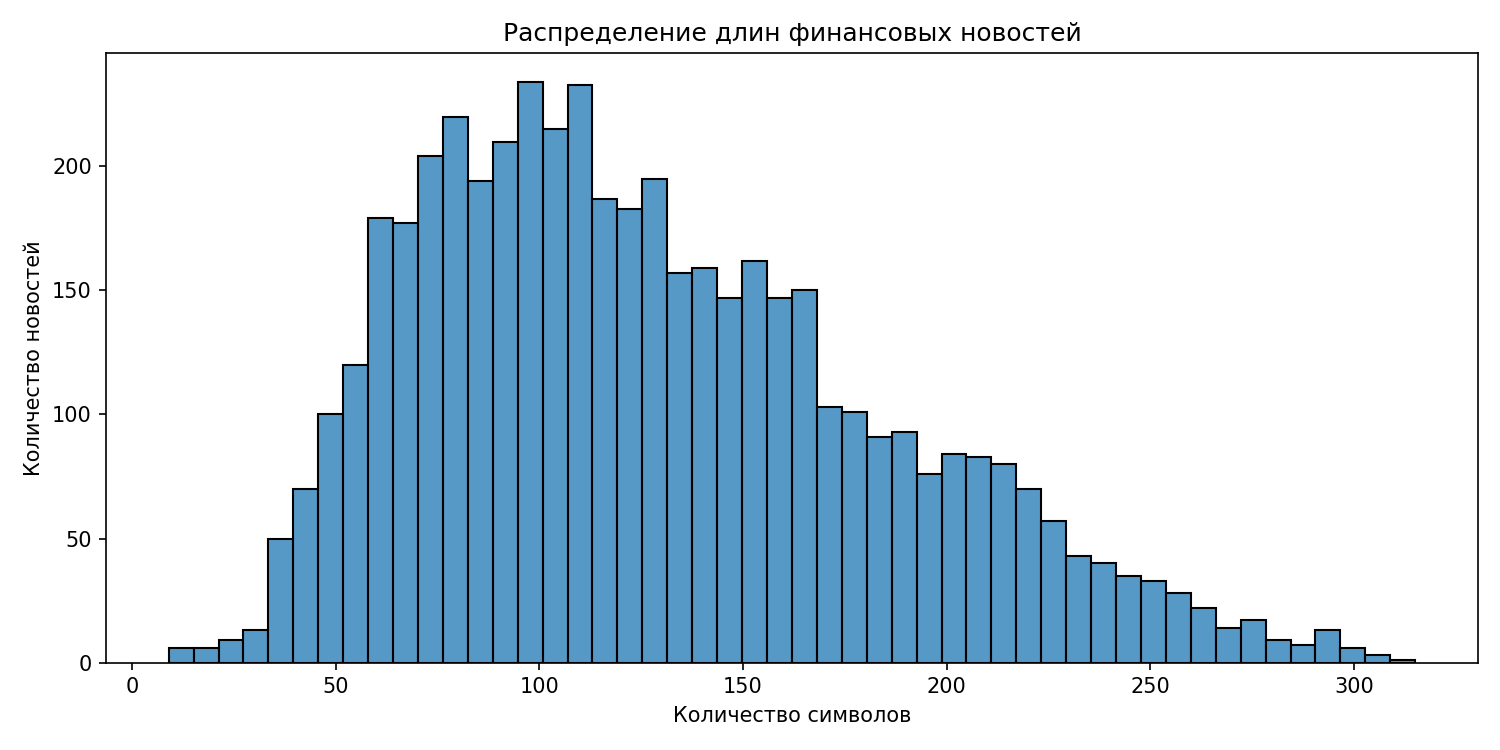 Распределение длин финансовых новостей
Количество новостей
200
150
100
50
0
0 50 100 150 200 250 300
Количество символов